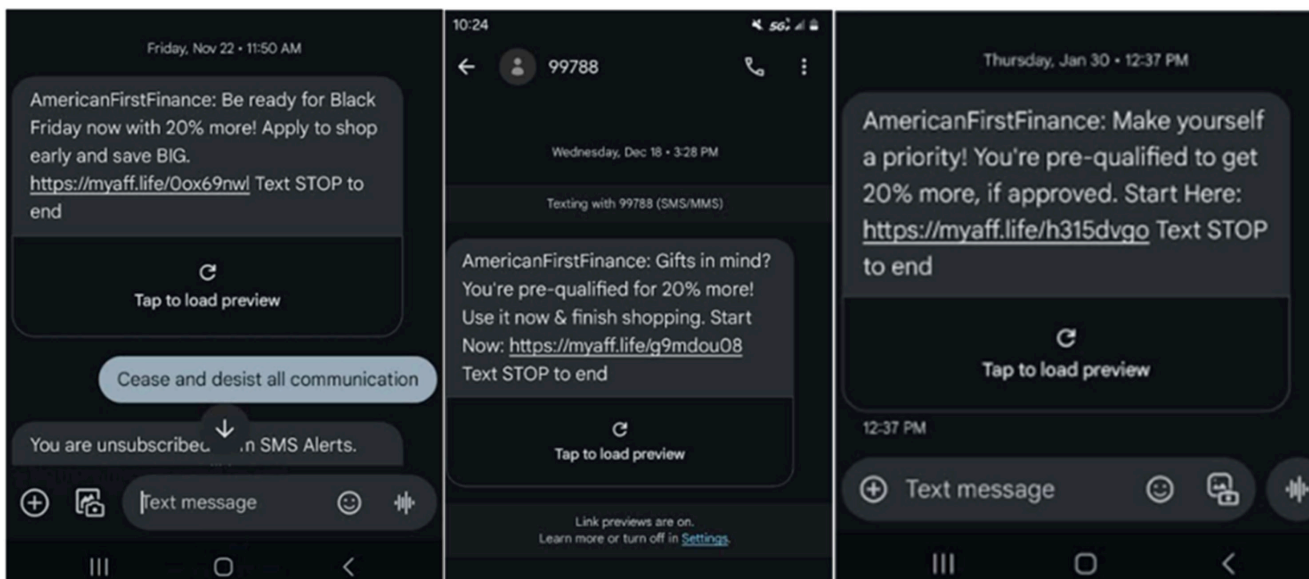 Friday, Nov 22 • 11:50 AM
AmericanFirstFinance: Be ready for Black
Friday now with 20% more! Apply to shop
early and save BIG.
https://myaff.life/0ox69nwl Text STOP to
end
Tap to load preview
Cease and desist all communication
You are unsubscribed n SMS Alerts.
Text message
10:24
5G
99788
Wednesday, Dec 18 • 3:28 PM
Texting with 99788 (SMS/MMS)
AmericanFirstFinance: Gifts in mind?
You're pre-qualified for 20% more!
Use it now & finish shopping. Start
Now: https://myaff.life/g9mdou08
Text STOP to end
Tap to load preview
Link previews are on.
Learn more or turn off in Settings.
Thursday, Jan 30 • 12:37 PM
AmericanFirstFinance: Make yourself
a priority! You're pre-qualified to get
20% more, if approved. Start Here:
https://myaff.life/h315dvgo Text STOP
to end
Tap to load preview
12:37 PM
Text message